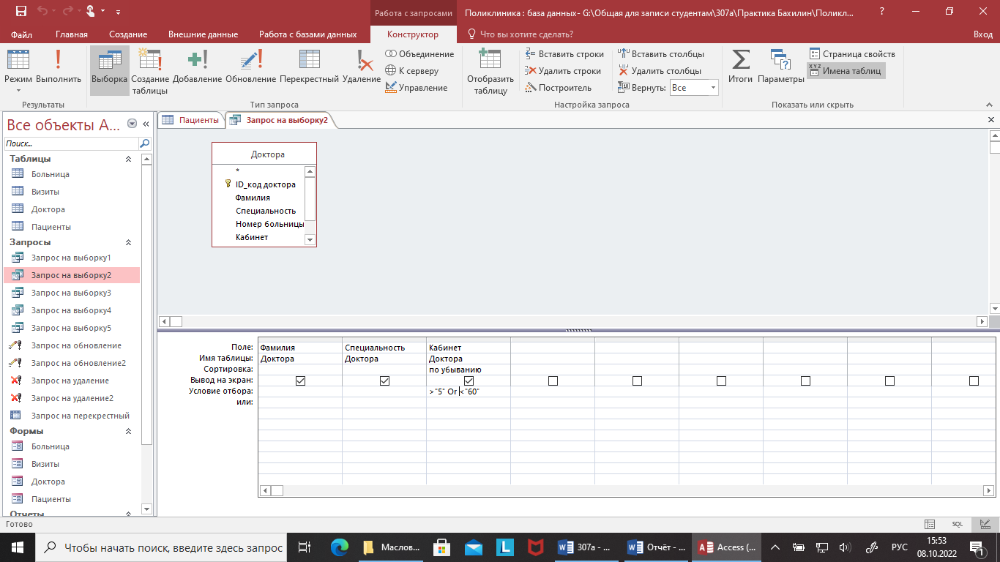 Работа с запросами
Поликлиника : база данных- G:\Общая для записи студентам\307а\Практика Бахилин\Поликл...
?
Файл
Главная
Создание
Внешние данные
Работа с базами данных
Конструктор
Что вы хотите сделать?
Вход
Режим
Выполнить
Выборка
Создание таблицы
Добавление
Обновление
Перекрестный
Удаление
Объединение
К серверу
Управление
Отобразить таблицу
Вставить строки
Удалить строки
Построитель
Вставить столбцы
Удалить столбцы
Вернуть: Все
Итоги
Параметры
Страница свойств
XYZ Имена таблиц
Результаты
Тип запроса
Настройка запроса
Показать или скрыть
Все объекты A...
Поиск...
Таблицы
Больница
Визиты
Доктора
Пациенты
Запросы
Запрос на выборку1
Запрос на выборку2
Запрос на выборку3
Запрос на выборку4
Запрос на выборку5
Запрос на обновление
Запрос на обновление2
Запрос на удаление
Запрос на удаление2
Запрос на перекрестный
Формы
Больница
Визиты
Доктора
Пациенты
Отчеты
Пациенты
Запрос на выборку2
Доктора
*
ID_код доктора
Фамилия
Специальность
Номер больницы
Кабинет
Поле: Фамилия Специальность Кабинет
Имя таблицы: Доктора Доктора Доктора
Сортировка: по убыванию
Вывод на экран:
Условие отбора: >"5" Or <"60"
или:
Готово
SQL
Чтобы начать поиск, введите здесь запрос
Маслов...
307а - ...
Отчёт - ...
Access (...
РУС
15:53
08.10.2022
1